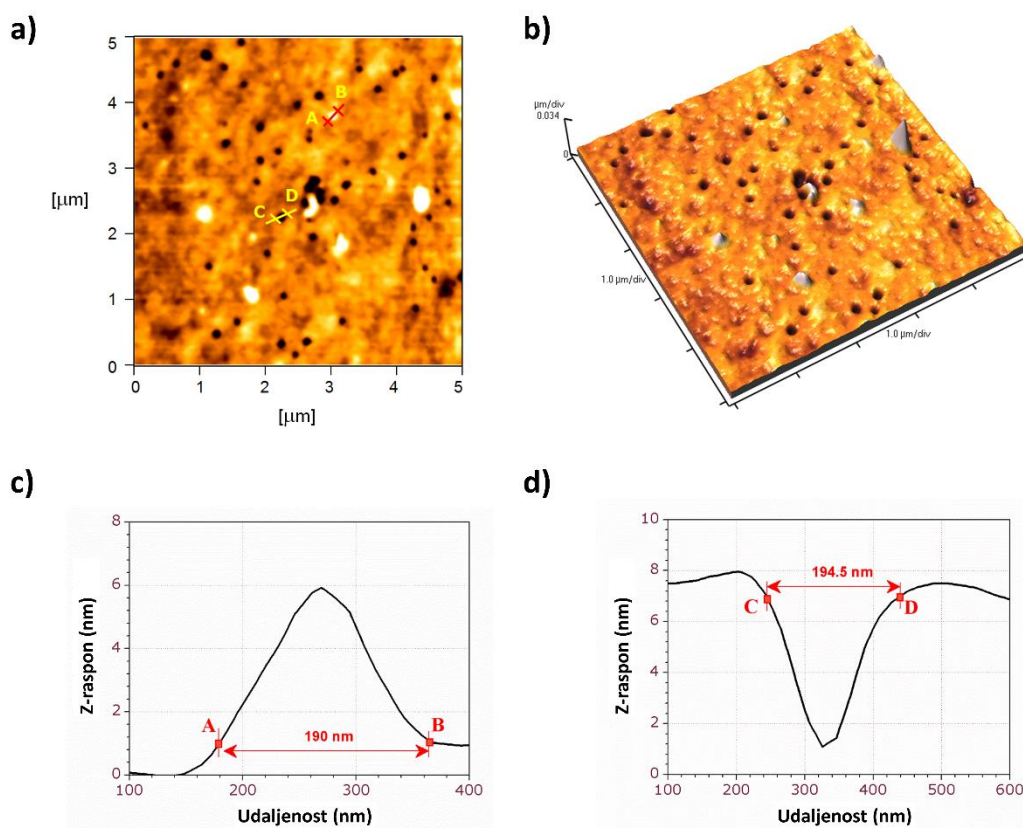 a)
5
4
3
2
1
0
[μm]
B
A
D
C
0 1 2 3 4 5
[μm]
b)
μm/div
0.034
0
1.0 μm/div
1.0 μm/div
c)
8
6
4
2
0
Z-raspon (nm)
A
B
190 nm
100 200 300 400
Udaljenost (nm)
d)
10
8
6
4
2
0
Z-raspon (nm)
194.5 nm
C
D
100 200 300 400 500 600
Udaljenost (nm)